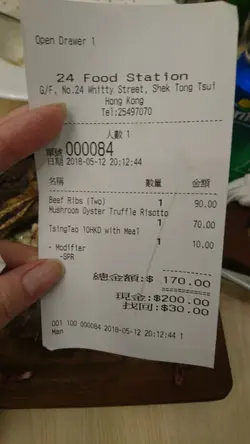 Open Drawer 1
24 Food Station
G/F, No.24 Whitty Street, Shek Tong Tsui
Hong Kong
Tel:25497070
人數 1
單號 000084
日期 2018-05-12 20:12:44
名稱 數量 金額
Beef Ribs (Two) 1 90.00
Mushroom Oyster Truffle Risotto
1 70.00
TsingTao 10HKD with Meal
1 10.00
- Modifier
-SPR
總金額:$ 170.00
現金:$200.00
找回:$30.00
001 100 000084 2018-05-12 20:12:44 1
Man